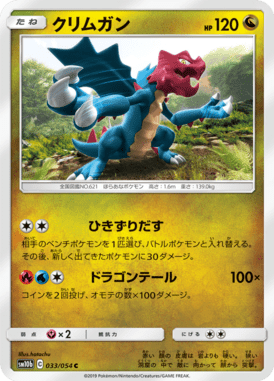 たね クリムガン HP 120
全国図鑑NO.621 ほらあなポケモン 高さ:1.6m 重さ:139.0kg
ひきずりだす
相手のベンチポケモンを1匹選び、バトルポケモンと入れ替える。
その後、新しく出てきたポケモンに30ダメージ。
ドラゴンテール 100×
コインを2回投げ、オモテの数×100ダメージ。
弱点 ×2 抵抗力 にげる
Illus.
sm10b C 033/054 C
©2019 Pokémon/Nintendo/Creatures/GAME FREAK.